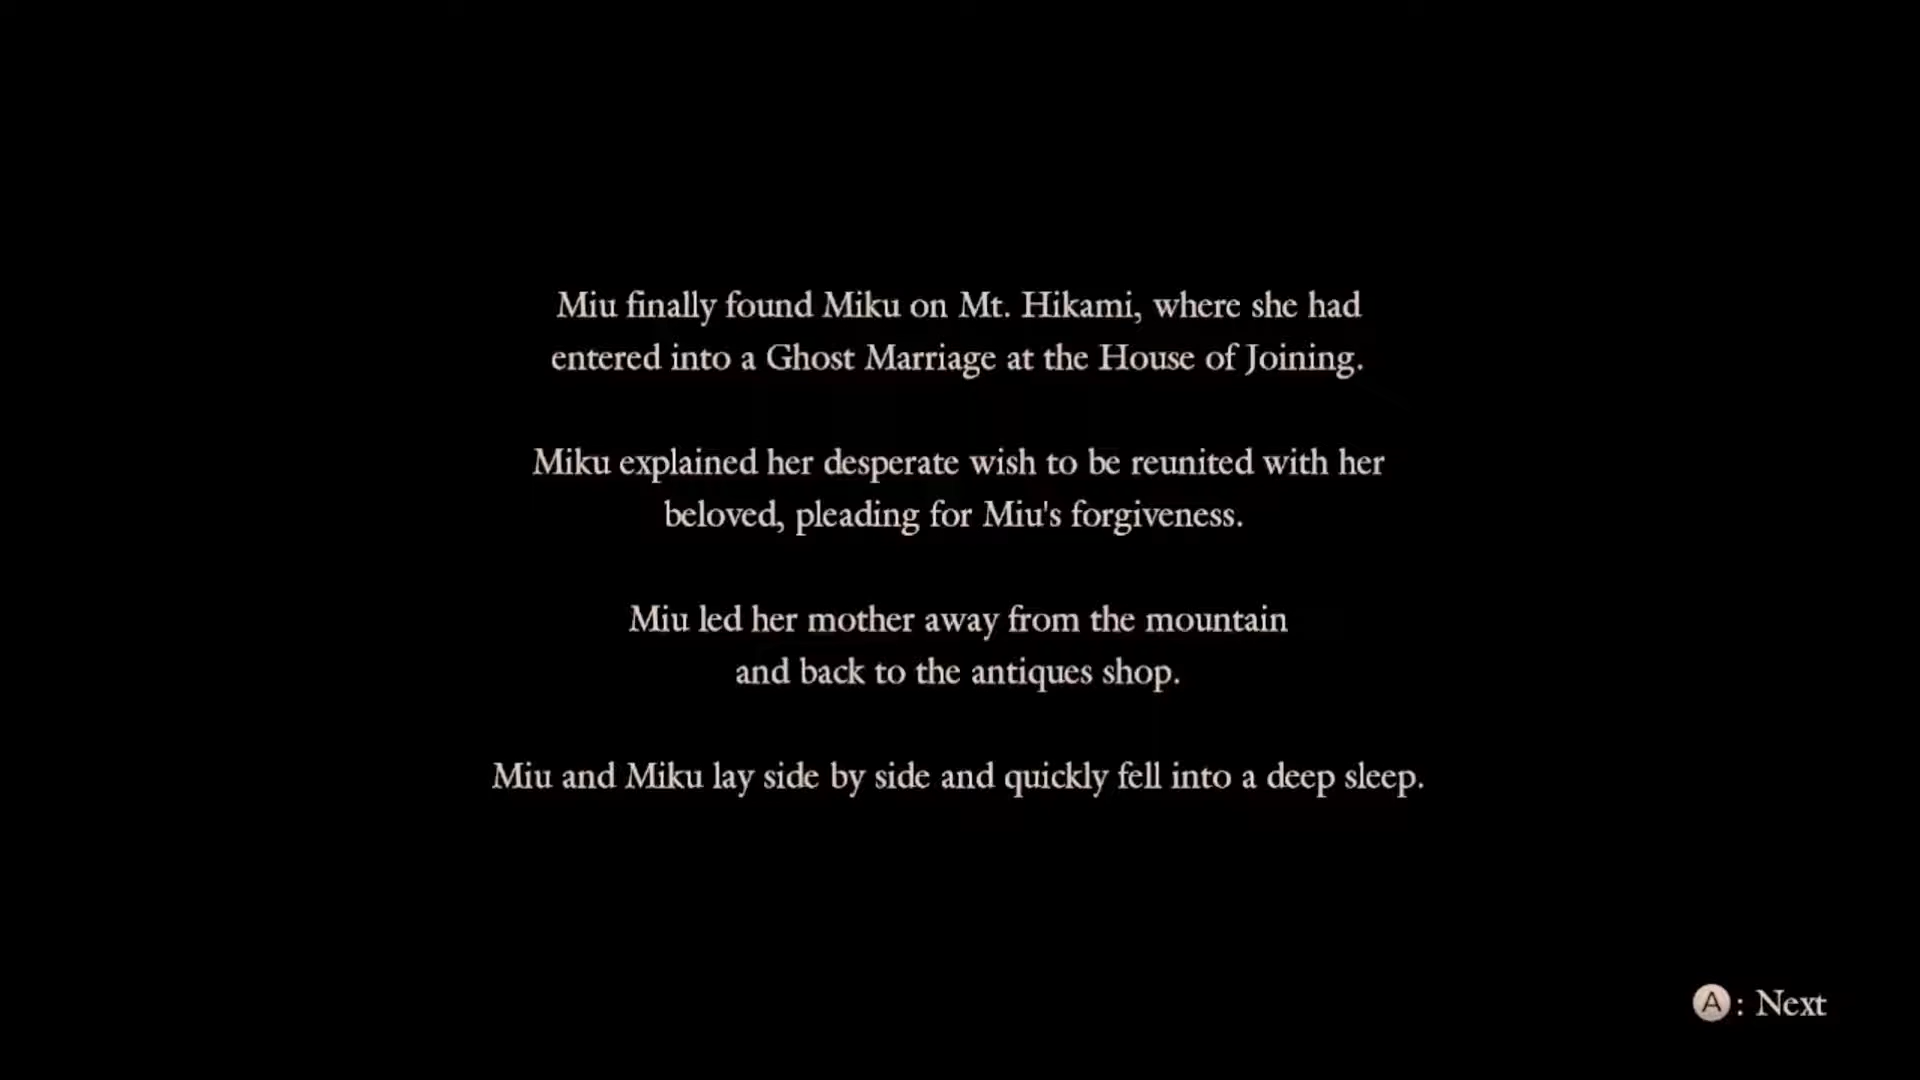 Miu finally found Miku on Mt. Hikami, where she had
entered into a Ghost Marriage at the House of Joining.
Miku explained her desperate wish to be reunited with her
beloved, pleading for Miu's forgiveness.
Miu led her mother away from the mountain
and back to the antiques shop.
Miu and Miku lay side by side and quickly fell into a deep sleep.
A : Next